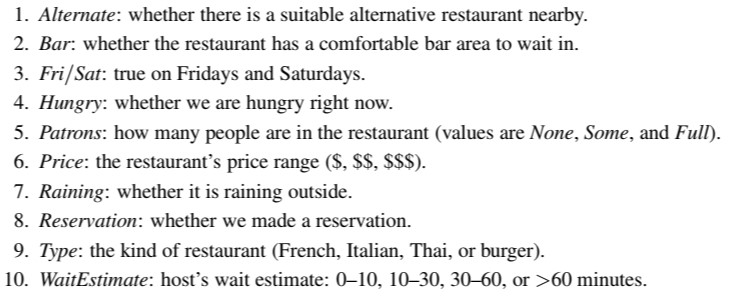 1. Alternate: whether there is a suitable alternative restaurant nearby.
2. Bar: whether the restaurant has a comfortable bar area to wait in.
3. Fri/Sat: true on Fridays and Saturdays.
4. Hungry: whether we are hungry right now.
5. Patrons: how many people are in the restaurant (values are None, Some, and Full).
6. Price: the restaurant’s price range ($, $$, $$$).
7. Raining: whether it is raining outside.
8. Reservation: whether we made a reservation.
9. Type: the kind of restaurant (French, Italian, Thai, or burger).
10. WaitEstimate: host’s wait estimate: 0–10, 10–30, 30–60, or >60 minutes.